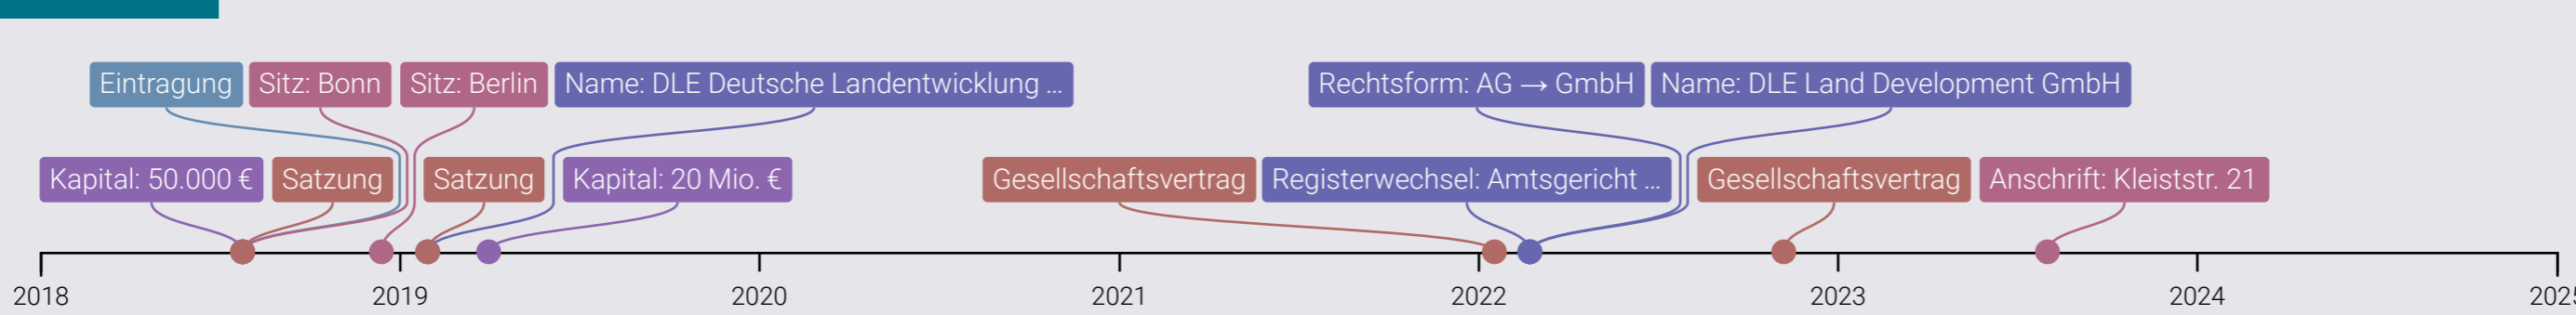 Eintragung Sitz: Bonn Sitz: Berlin Name: DLE Deutsche Landentwicklung ... Rechtsform: AG → GmbH Name: DLE Land Development GmbH
Kapital: 50.000 € Satzung Satzung Kapital: 20 Mio. € Gesellschaftsvertrag Registerwechsel: Amtsgericht ... Gesellschaftsvertrag Anschrift: Kleiststr. 21
2018 2019 2020 2021 2022 2023 2024 202